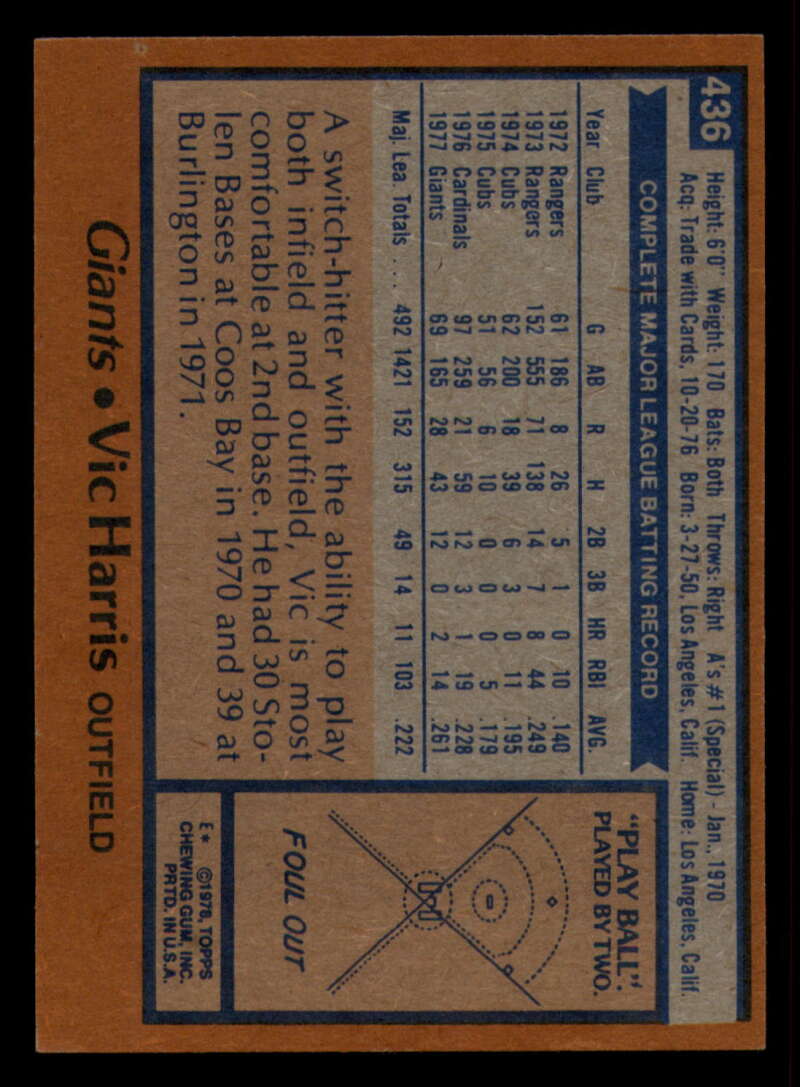 436
Height: 6'0" Weight: 170 Bats: Both Throws: Right A's #1 (Special) - Jan., 1970
Acq: Trade with Cards, 10-20-76 Born: 3-27-50, Los Angeles, Calif. Home: Los Angeles, Calif.
COMPLETE MAJOR LEAGUE BATTING RECORD
Year Club G AB R H 2B 3B HR RBI AVG.
1972 Rangers 61 186 8 26 5 1 0 10 .140
1973 Rangers 152 555 71 138 14 7 8 44 .249
1974 Cubs 62 200 18 39 6 3 0 11 .195
1975 Cubs 51 56 6 10 0 0 0 5 .179
1976 Cardinals 97 259 21 59 12 3 1 19 .228
1977 Giants 69 165 28 43 12 0 2 14 .261
Maj. Lea. Totals .... 492 1421 152 315 49 14 11 103 .222
A switch-hitter with the ability to play
both infield and outfield, Vic is most
comfortable at 2nd base. He had 30 Sto-
len Bases at Coos Bay in 1970 and 39 at
Burlington in 1971.
"PLAY BALL".
PLAYED BY TWO.
FOUL OUT
E* ©1978, TOPPS
CHEWING GUM, INC.
PRTD. IN U.S.A.
Giants • Vic Harris OUTFIELD